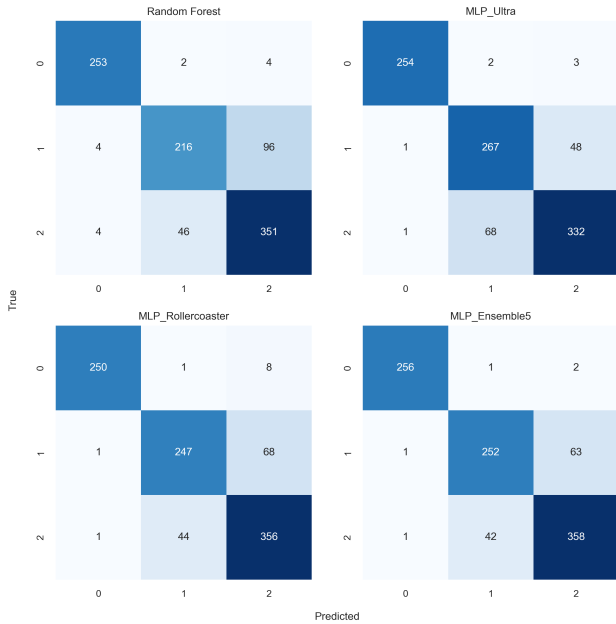 Random Forest
0 253 2 4
1 4 216 96
2 4 46 351
0 1 2
MLP_Ultra
0 254 2 3
1 1 267 48
2 1 68 332
0 1 2
True
MLP_Rollercoaster
0 250 1 8
1 1 247 68
2 1 44 356
0 1 2
MLP_Ensemble5
0 256 1 2
1 1 252 63
2 1 42 358
0 1 2
Predicted